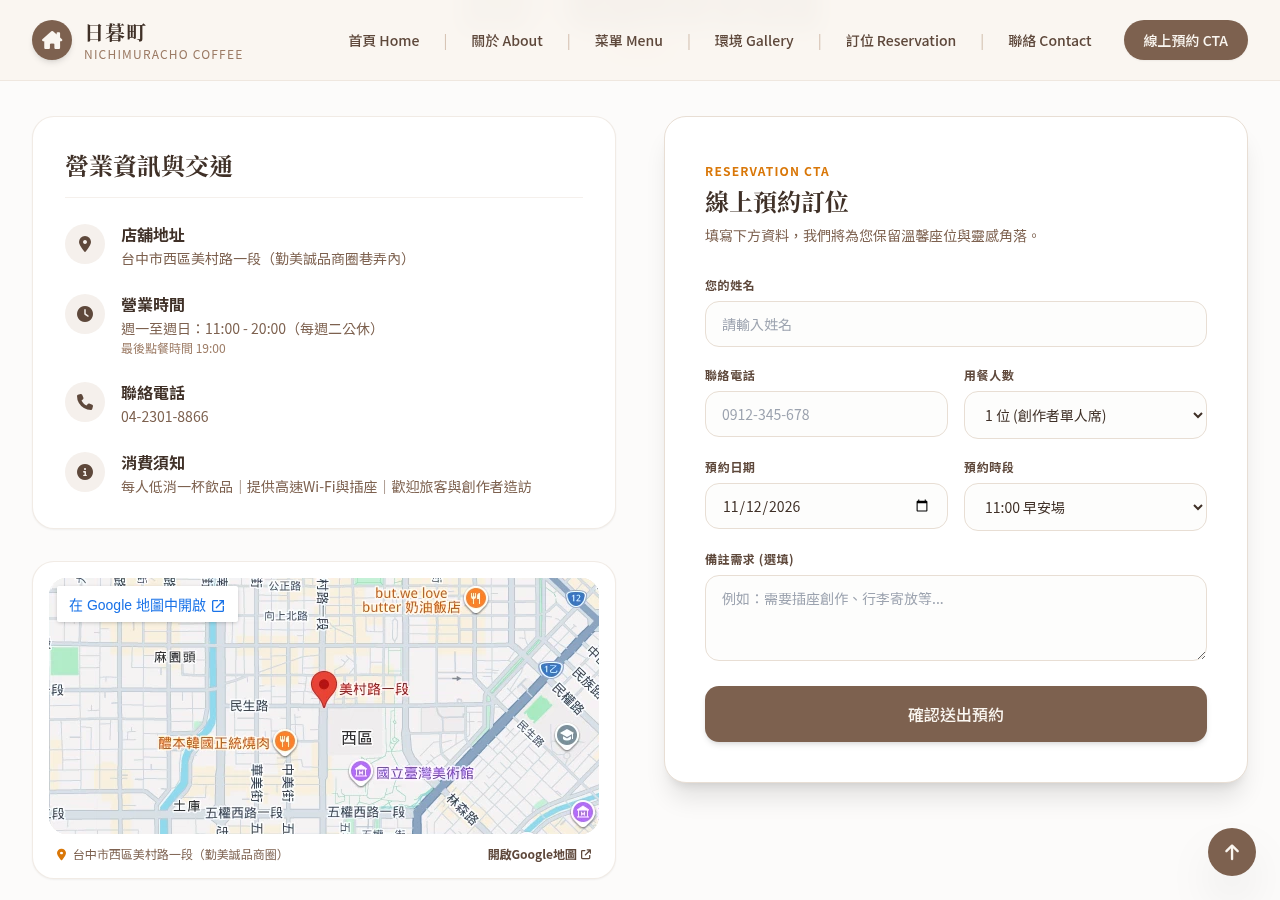 日暮町
NICHIMURACHO COFFEE
首頁 Home
關於 About
菜單 Menu
環境 Gallery
訂位 Reservation
聯絡 Contact
線上預約 CTA
營業資訊與交通
店舖地址
台中市西區美村路一段（勤美誠品商圈巷弄內）
營業時間
週一至週日：11:00 - 20:00（每週二公休）
最後點餐時間 19:00
聯絡電話
04-2301-8866
消費須知
每人低消一杯飲品｜提供高速Wi-Fi與插座｜歡迎旅客與創作者造訪
在 Google 地圖中開啟
公正路
村路一段
but.we love
butter 奶油飯店
向上北路
12
麻園頭
1乙
民族路
段
美村路一段
民權路
民生路
民生路
西區
醴本韓國正統燒肉
國立臺灣美術館
華美街
中美街
土庫
五權西路一段
五權西路一段
林森路
段
台中市西區美村路一段（勤美誠品商圈）
開啟Google地圖
RESERVATION CTA
線上預約訂位
填寫下方資料，我們將為您保留溫馨座位與靈感角落。
您的姓名
請輸入姓名
聯絡電話
用餐人數
0912-345-678
1 位 (創作者單人席)
預約日期
預約時段
11/12/2026
11:00 早安場
備註需求 (選填)
例如：需要插座創作、行李寄放等...
確認送出預約